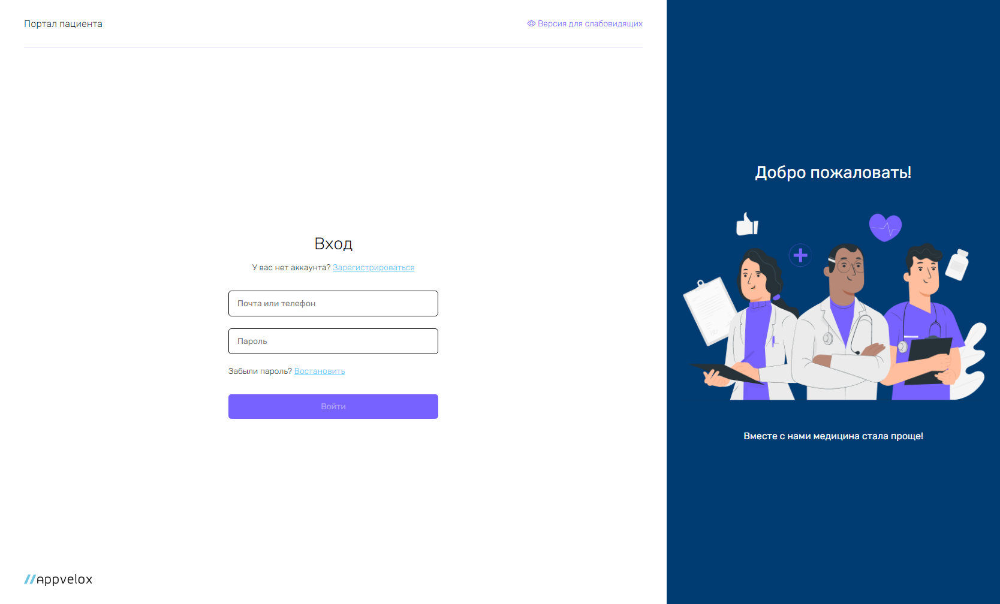 Портал пациента
Версия для слабовидящих
Вход
У вас нет аккаунта? Зарегистрироваться
Почта или телефон
Пароль
Забыли пароль? Востановить
Войти
appvelox
Добро пожаловать!
Вместе с нами медицина стала проще!